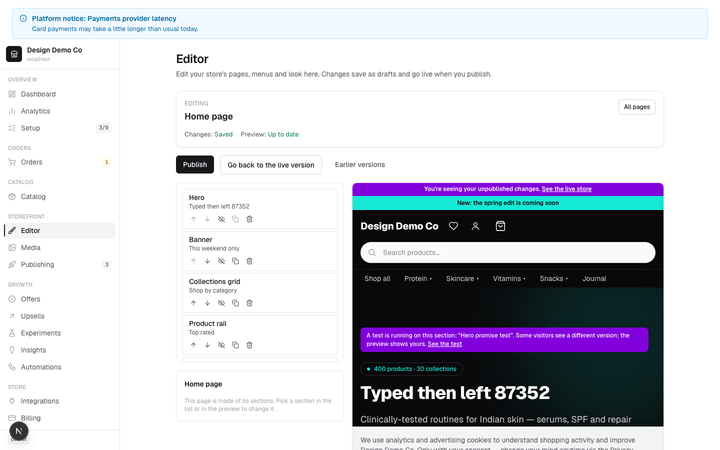 Platform notice: Payments provider latency
Card payments may take a little longer than usual today.
Design Demo Co
localhost
OVERVIEW
Dashboard
Analytics
Setup 3/9
ORDERS
Orders 1
CATALOG
Catalog
STOREFRONT
Editor
Media
Publishing 3
GROWTH
Offers
Upsells
Experiments
Insights
Automations
STORE
Integrations
Billing
N
Editor
Edit your store's pages, menus and look here. Changes save as drafts and go live when you publish.
EDITING
Home page
All pages
Changes: Saved Preview: Up to date
Publish Go back to the live version Earlier versions
Hero
Typed then left 87352
Banner
This weekend only
Collections grid
Shop by category
Product rail
Top rated
Home page
This page is made of its sections. Pick a section in the
list or in the preview to change it.
You're seeing your unpublished changes. See the live store
New: the spring edit is coming soon
Design Demo Co
Search products...
Shop all Protein Skincare Vitamins Snacks Journal
A test is running on this section: "Hero promise test". Some visitors see a different version; the
preview shows yours. See the test
400 products · 30 collections
Typed then left 87352
Clinically-tested routines for Indian skin — serums, SPF and repair
We use analytics and advertising cookies to understand shopping activity and improve